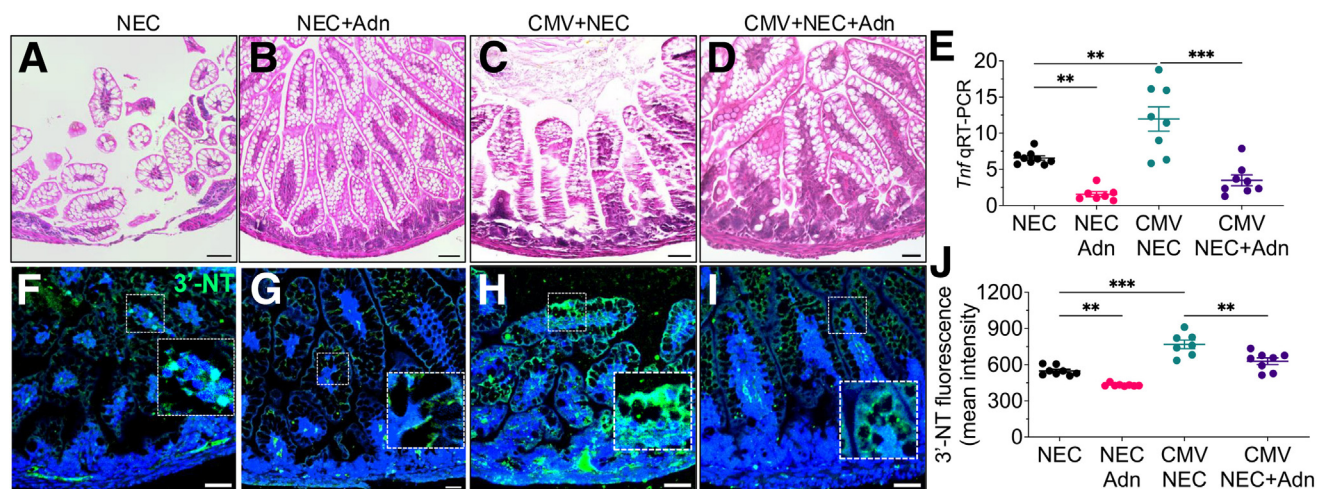 NEC
NEC+Adn
CMV+NEC
CMV+NEC+Adn
A
B
C
D
E
Tnf qRT-PCR
20
15
10
5
0
**
**
***
NEC
NEC
Adn
CMV
NEC
CMV
NEC+Adn
F
3'-NT
G
H
I
J
3'-NT fluorescence
(mean intensity)
1200
900
600
300
0
***
**
**
NEC
NEC
Adn
CMV
NEC
CMV
NEC+Adn